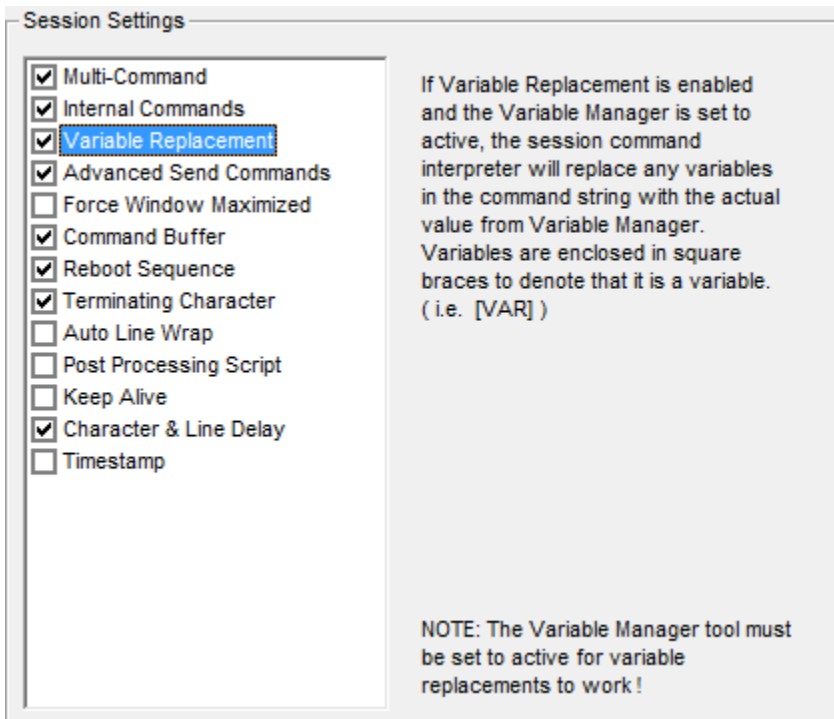 Session Settings
Multi-Command
Internal Commands
Variable Replacement
Advanced Send Commands
Force Window Maximized
Command Buffer
Reboot Sequence
Terminating Character
Auto Line Wrap
Post Processing Script
Keep Alive
Character & Line Delay
Timestamp
If Variable Replacement is enabled
and the Variable Manager is set to
active, the session command
interpreter will replace any variables
in the command string with the actual
value from Variable Manager.
Variables are enclosed in square
braces to denote that it is a variable.
( i.e.  [VAR] )
NOTE: The Variable Manager tool must
be set to active for variable
replacements to work !